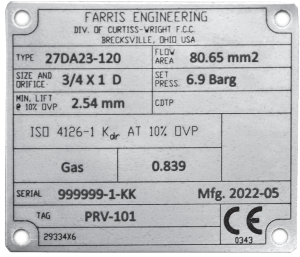 FARRIS ENGINEERING
DIV. OF CURTISS-WRIGHT F.C.C.
BRECKSVILLE, OHIO USA
TYPE 27DA23-120 FLOW AREA 80.65 mm2
SIZE AND ORIFICE 3/4 X 1 D SET PRESS. 6.9 Barg
MIN. LIFT @ 10% OVP 2.54 mm CDTP
ISO 4126-1 Kdr AT 10% OVP
Gas 0.839
SERIAL 999999-1-KK Mfg. 2022-05
TAG PRV-101
CE
29334X6 0343